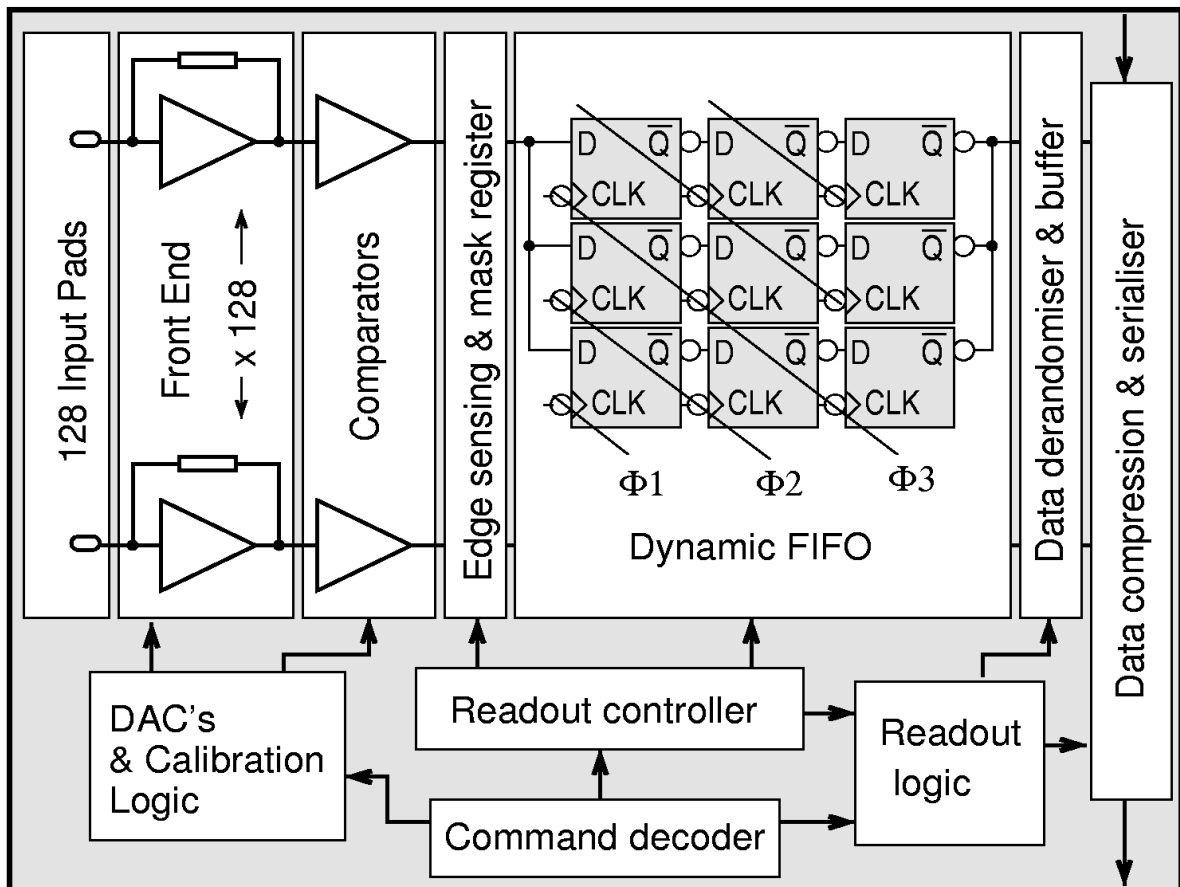 128 Input Pads
Front End
x 128
Comparators
Edge sensing & mask register
D Q̅ D Q̅ D Q̅
CLK CLK CLK
D Q̅ D Q̅ D Q̅
CLK CLK CLK
D Q̅ D Q̅ D Q̅
CLK CLK CLK
Φ1 Φ2 Φ3
Dynamic FIFO
Data derandomiser & buffer
Data compression & serialiser
DAC's
& Calibration
Logic
Readout controller
Command decoder
Readout
logic